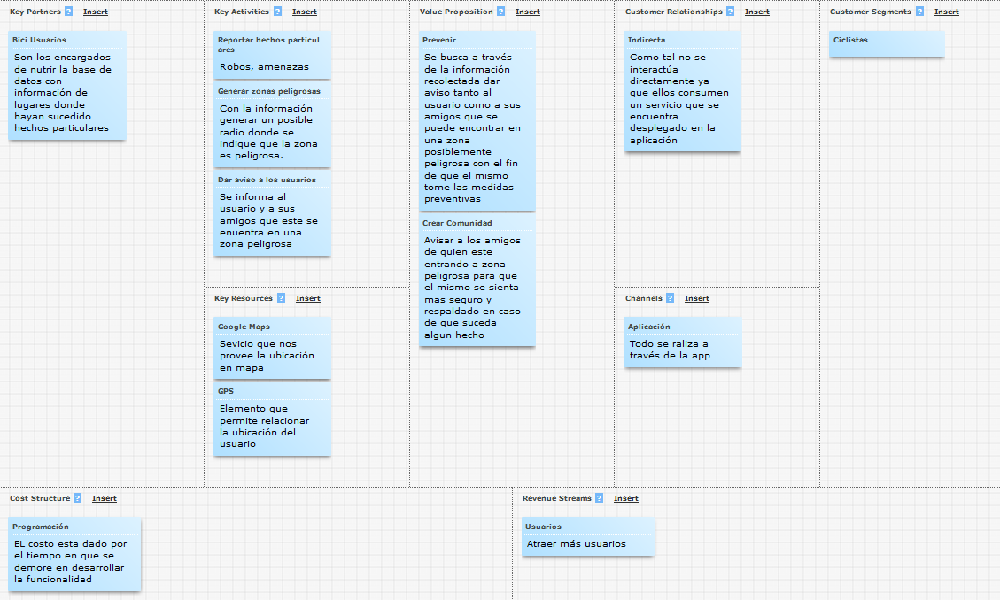 Key Partners ? Insert
Bici Usuarios
Son los encargados
de nutrir la base de
datos con
información de
lugares donde
hayan sucedido
hechos particulares
Key Activities ? Insert
Reportar hechos particul
ares
Robos, amenazas
Generar zonas peligrosas
Con la información
generar un posible
radio donde se
indique que la zona
es peligrosa.
Dar aviso a los usuarios
Se informa al
usuario y a sus
amigos que este se
enuentra en una
zona peligrosa
Key Resources ? Insert
Google Maps
Sevicio que nos
provee la ubicación
en mapa
GPS
Elemento que
permite relacionar
la ubicación del
usuario
Value Proposition ? Insert
Prevenir
Se busca a través
de la información
recolectada dar
aviso tanto al
usuario como a sus
amigos que se
puede encontrar en
una zona
posiblemente
peligrosa con el fin
de que el mismo
tome las medidas
preventivas
Crear Comunidad
Avisar a los amigos
de quien este
entrando a zona
peligrosa para que
el mismo se sienta
mas seguro y
respaldado en caso
de que suceda
algun hecho
Customer Relationships ? Insert
Indirecta
Como tal no se
interactúa
directamente ya
que ellos consumen
un servicio que se
encuentra
desplegado en la
aplicación
Channels ? Insert
Aplicación
Todo se raliza a
través de la app
Customer Segments ? Insert
Ciclistas
Cost Structure ? Insert
Programación
EL costo esta dado por
el tiempo en que se
demore en desarrollar
la funcionalidad
Revenue Streams ? Insert
Usuarios
Atraer más usuarios